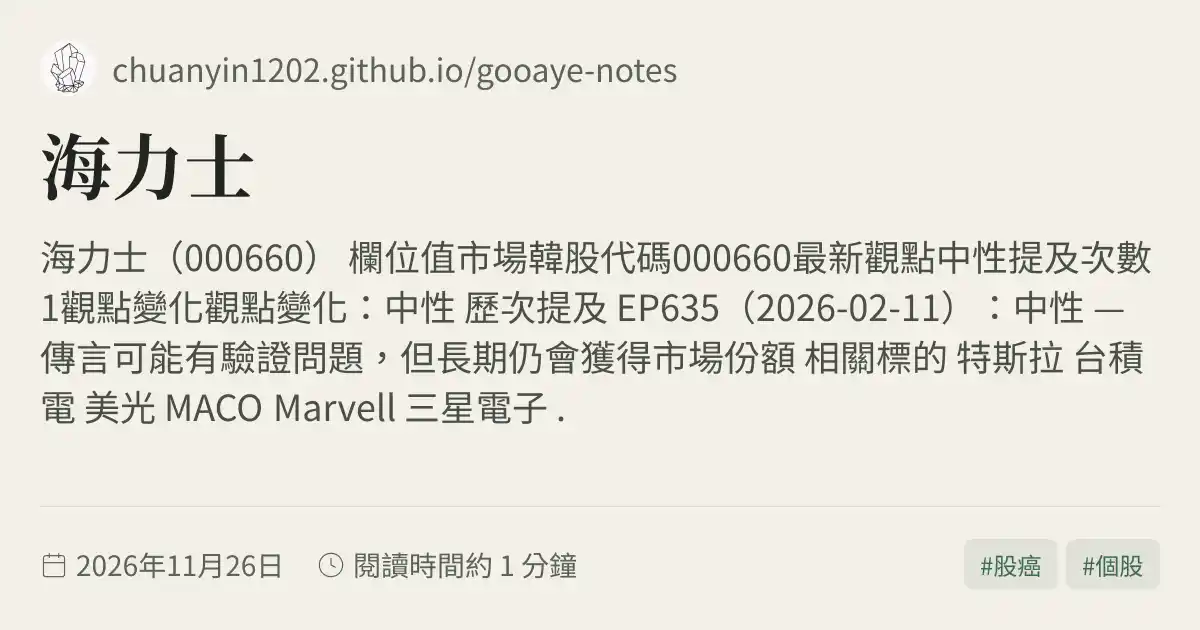 chuanyin1202.github.io/gooaye-notes
海力士
海力士（000660） 欄位值市場韓股代碼000660最新觀點中性提及次數
1觀點變化觀點變化：中性 歷次提及 EP635（2026-02-11）：中性 —
傳言可能有驗證問題，但長期仍會獲得市場份額 相關標的 特斯拉 台積
電 美光 MACO Marvell 三星電子 .
2026年11月26日 閱讀時間約 1 分鐘 #股癌 #個股